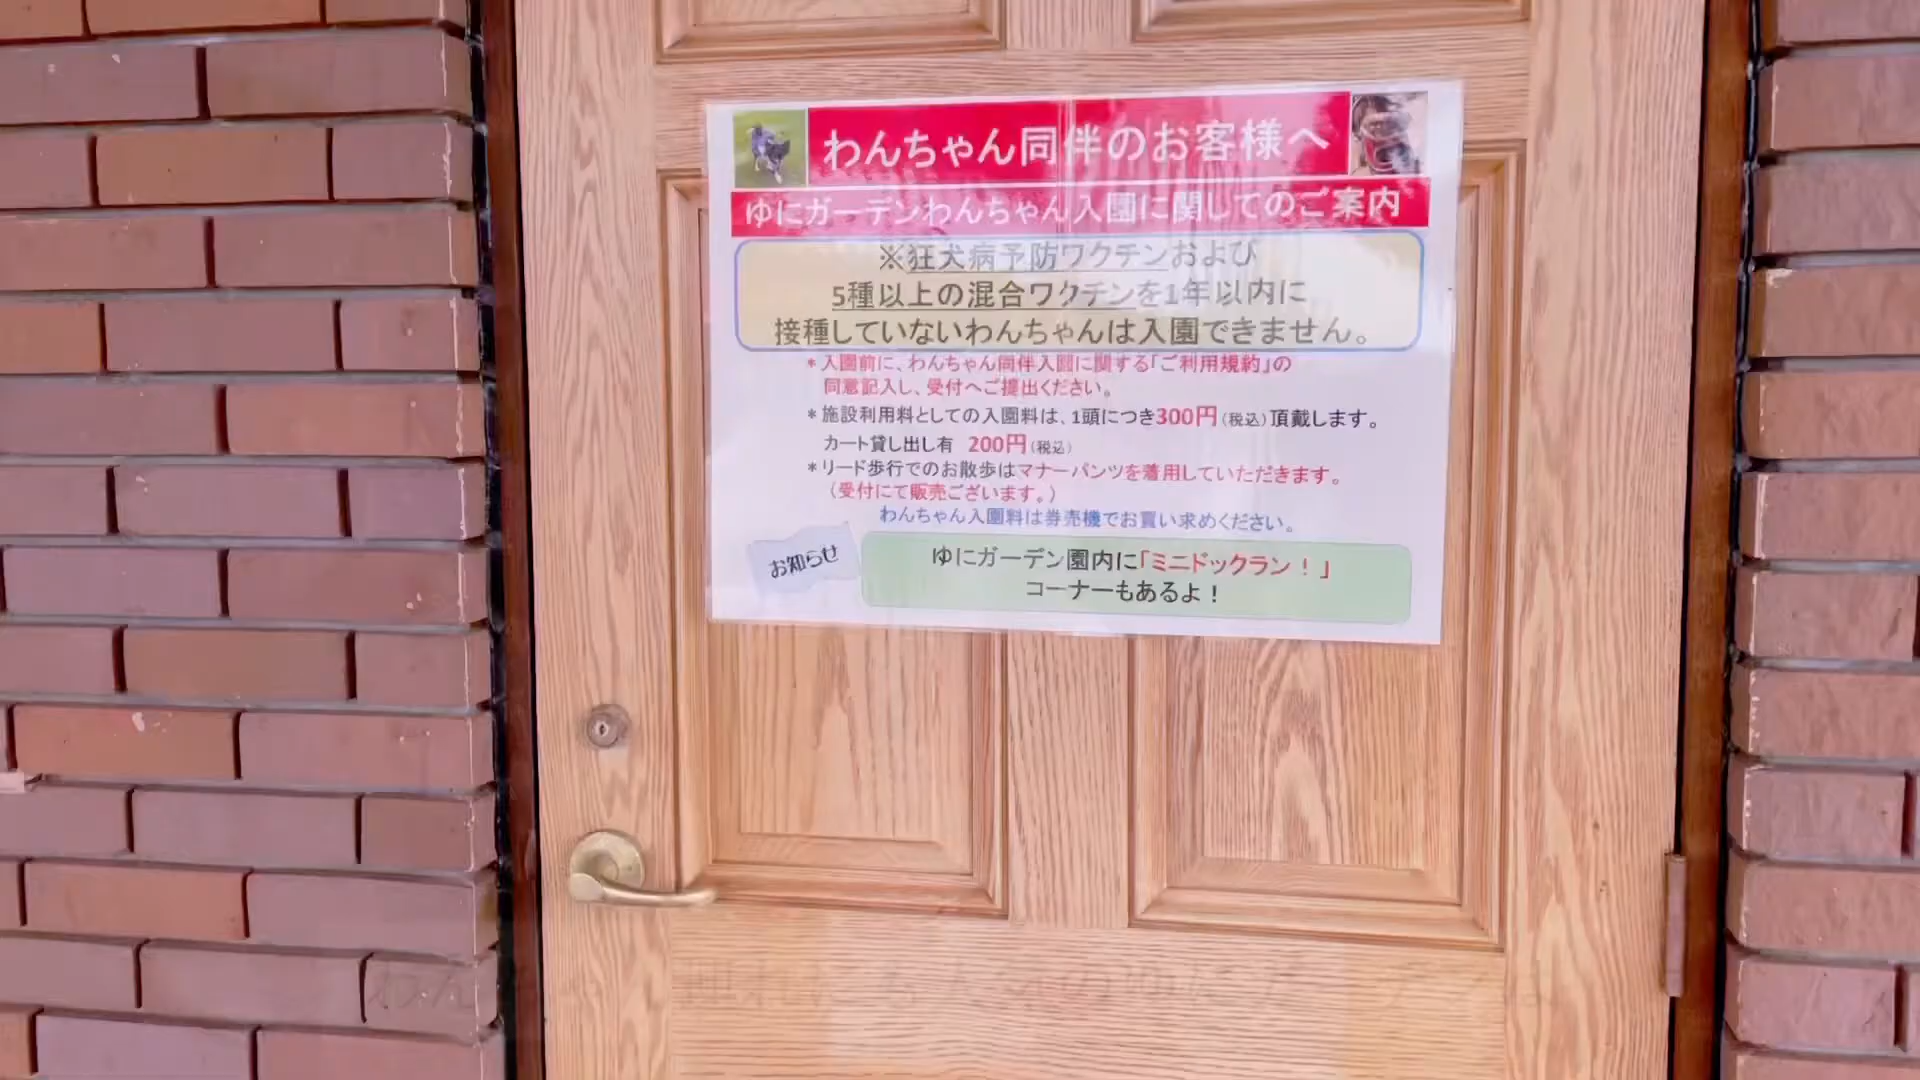 わんちゃん同伴のお客様へ
ゆにガーデンわんちゃん入園に関してのご案内
※狂犬病予防ワクチンおよび
5種以上の混合ワクチンを1年以内に
接種していないわんちゃんは入園できません。
＊入園前に、わんちゃん同伴入園に関する「ご利用規約」の
同意記入し、受付へご提出ください。
＊施設利用料としての入園料は、1頭につき300円(税込)頂戴します。
カート貸し出し有 200円(税込)
＊リード歩行でのお散歩はマナーパンツを着用していただきます。
（受付にて販売ございます。）
わんちゃん入園料は券売機でお買い求めください。
お知らせ
ゆにガーデン園内に「ミニドックラン！」
コーナーもあるよ！